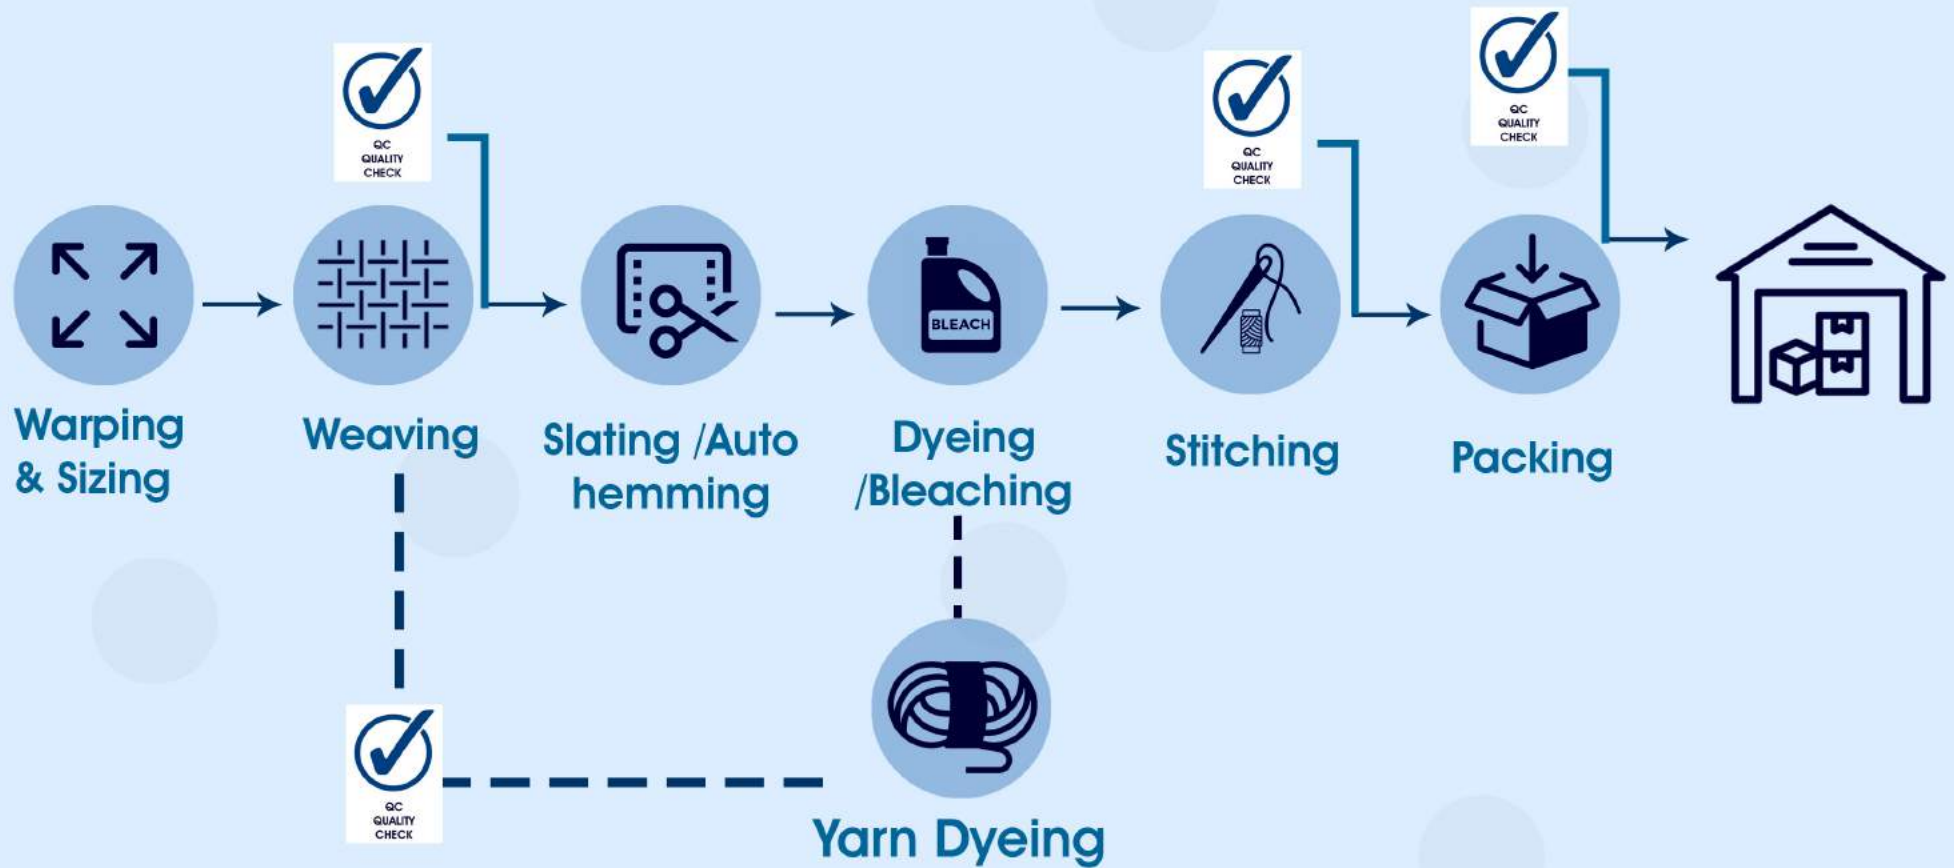 QC
QUALITY
CHECK
QC
QUALITY
CHECK
QC
QUALITY
CHECK
BLEACH
Warping
& Sizing
Weaving
Slating /Auto
hemming
Dyeing
/Bleaching
Stitching
Packing
QC
QUALITY
CHECK
Yarn Dyeing